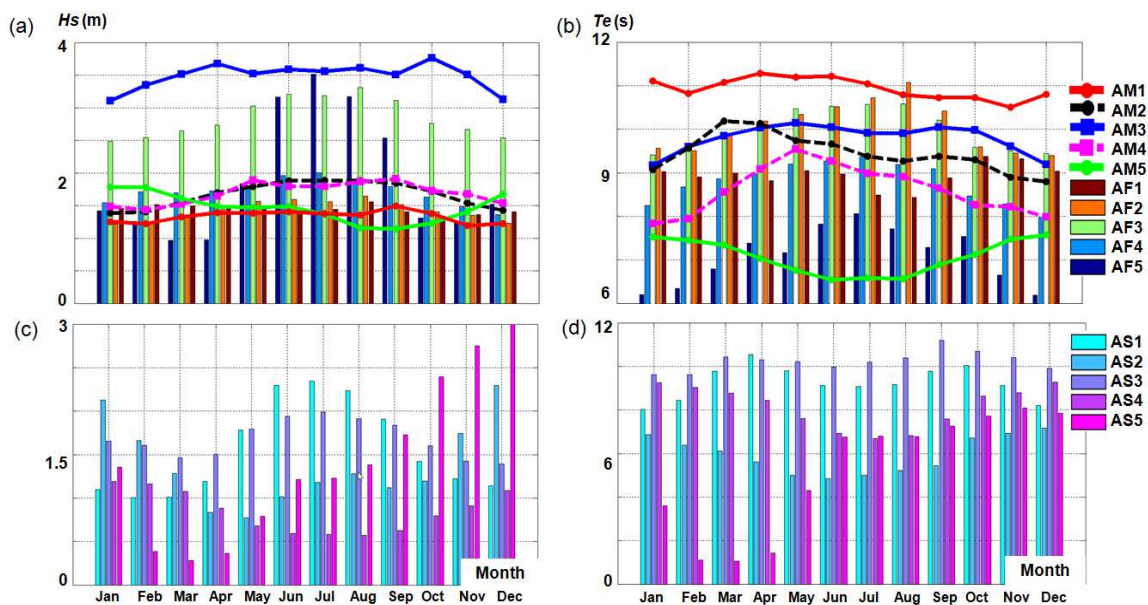 (a) Hs (m)
4
2
0
(b) Te (s)
12
9
6
AM1
AM2
AM3
AM4
AM5
AF1
AF2
AF3
AF4
AF5
(c)
3
1.5
0
Month
Jan Feb Mar Apr May Jun Jul Aug Sep Oct Nov Dec
(d)
12
6
0
Month
Jan Feb Mar Apr May Jun Jul Aug Sep Oct Nov Dec
AS1
AS2
AS3
AS4
AS5